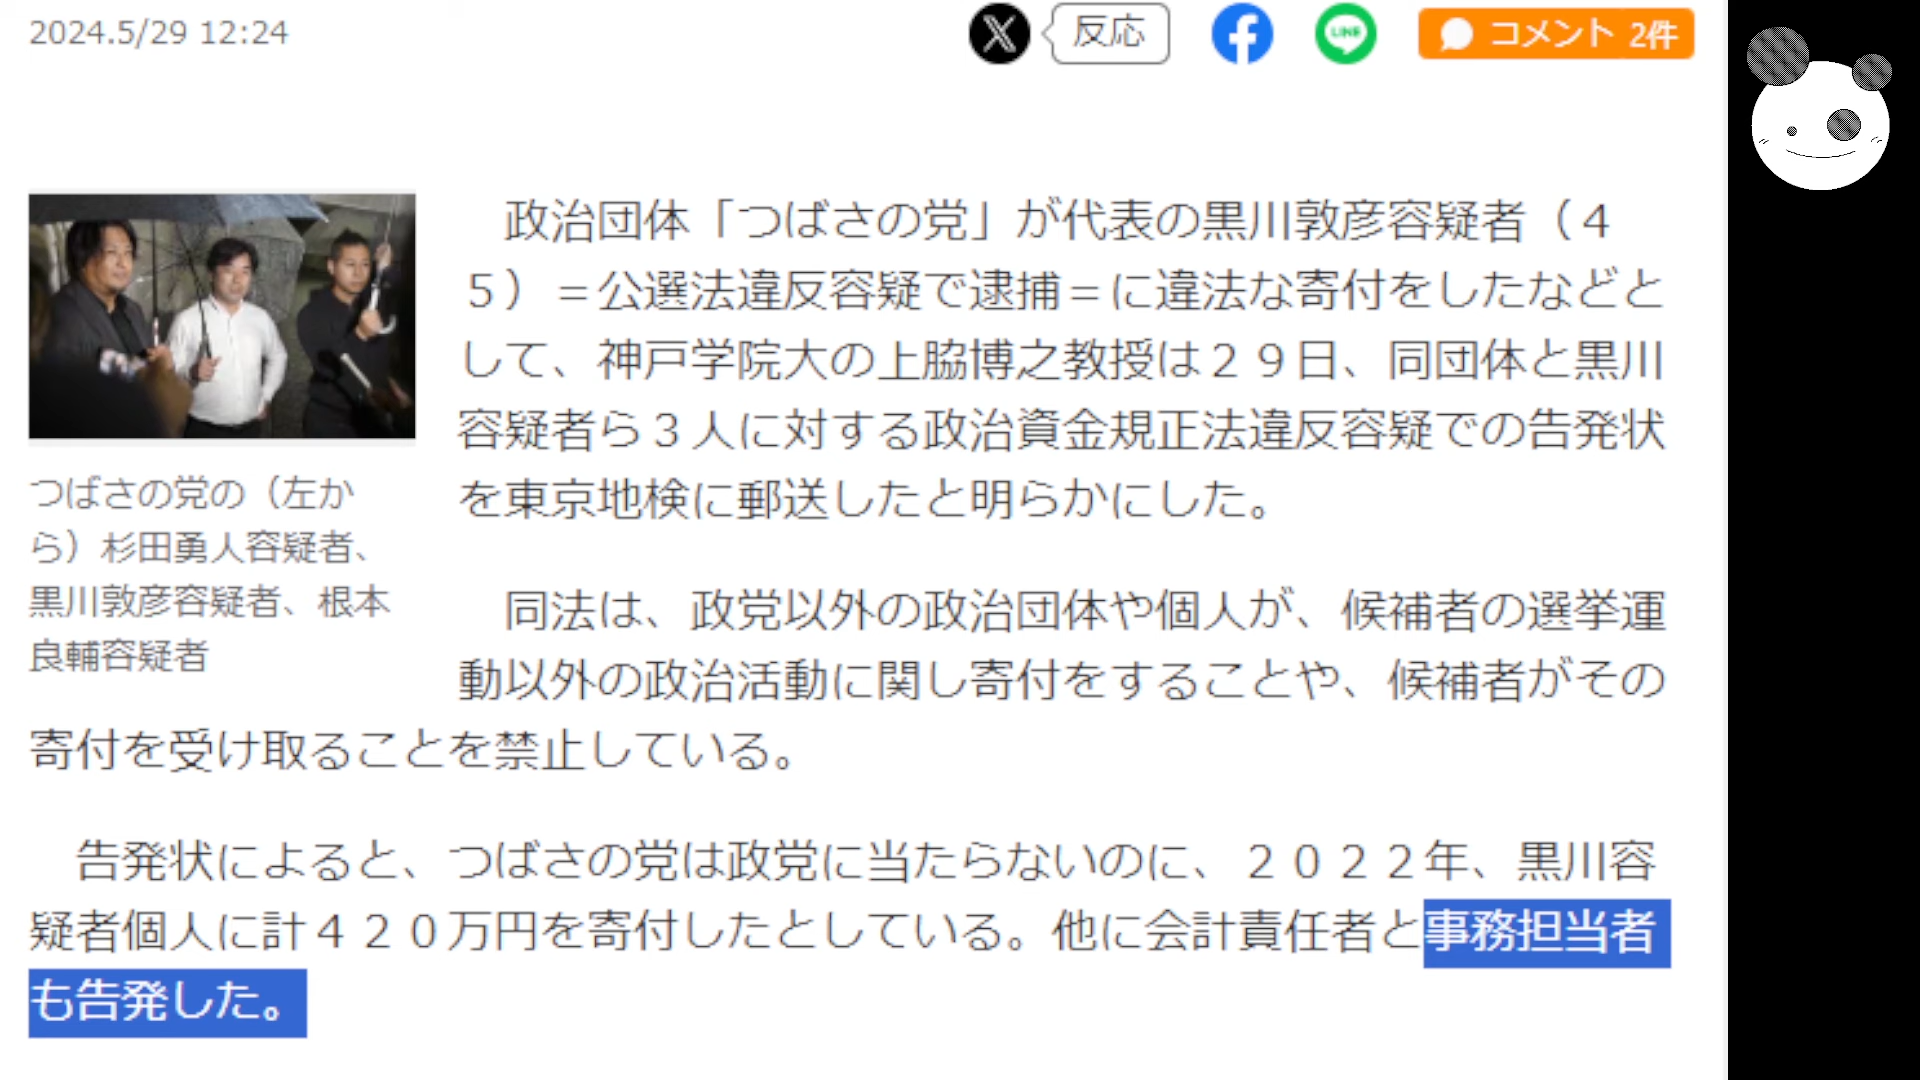 2024.5/29 12:24
反応
LINE
コメント 2件
政治団体「つばさの党」が代表の黒川敦彦容疑者（４
５）＝公選法違反容疑で逮捕＝に違法な寄付をしたなどと
して、神戸学院大の上脇博之教授は２９日、同団体と黒川
容疑者ら３人に対する政治資金規正法違反容疑での告発状
を東京地検に郵送したと明らかにした。
つばさの党の（左か
ら）杉田勇人容疑者、
黒川敦彦容疑者、根本
良輔容疑者
同法は、政党以外の政治団体や個人が、候補者の選挙運
動以外の政治活動に関し寄付をすることや、候補者がその
寄付を受け取ることを禁止している。
告発状によると、つばさの党は政党に当たらないのに、２０２２年、黒川容
疑者個人に計４２０万円を寄付したとしている。他に会計責任者と事務担当者
も告発した。